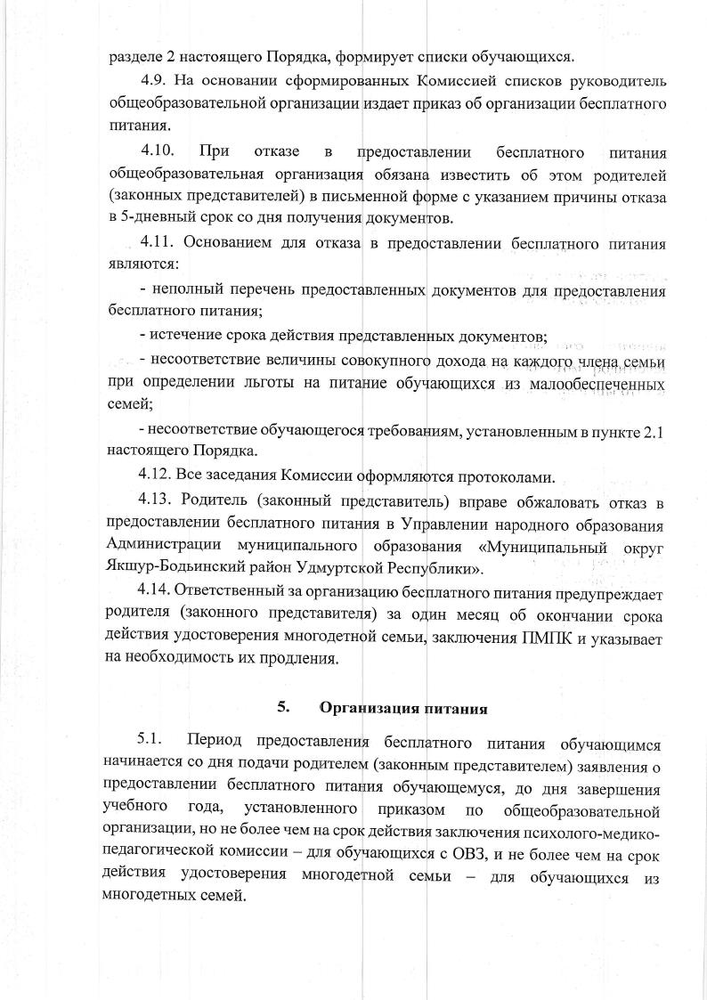 разделе 2 настоящего Порядка, формирует списки обучающихся.
4.9. На основании сформированных Комиссией списков руководитель
общеобразовательной организации издает приказ об организации бесплатного
питания.
4.10. При отказе в предоставлении бесплатного питания
общеобразовательная организация обязана известить об этом родителей
(законных представителей) в письменной форме с указанием причины отказа
в 5-дневный срок со дня получения документов.
4.11. Основанием для отказа в предоставлении бесплатного питания
являются:
- неполный перечень предоставленных документов для предоставления
бесплатного питания;
- истечение срока действия представленных документов;
- несоответствие величины совокупного дохода на каждого члена семьи
при определении льготы на питание обучающихся из малообеспеченных
семей;
- несоответствие обучающегося требованиям, установленным в пункте 2.1
настоящего Порядка.
4.12. Все заседания Комиссии оформляются протоколами.
4.13. Родитель (законный представитель) вправе обжаловать отказ в
предоставлении бесплатного питания в Управлении народного образования
Администрации муниципального образования «Муниципальный округ
Якшур-Бодьинский район Удмуртской Республики».
4.14. Ответственный за организацию бесплатного питания предупреждает
родителя (законного представителя) за один месяц об окончании срока
действия удостоверения многодетной семьи, заключения ПМПК и указывает
на необходимость их продления.
5. Организация питания
5.1. Период предоставления бесплатного питания обучающимся
начинается со дня подачи родителем (законным представителем) заявления о
предоставлении бесплатного питания обучающемуся, до дня завершения
учебного года, установленного приказом по общеобразовательной
организации, но не более чем на срок действия заключения психолого-медико-
педагогической комиссии – для обучающихся с ОВЗ, и не более чем на срок
действия удостоверения многодетной семьи – для обучающихся из
многодетных семей.